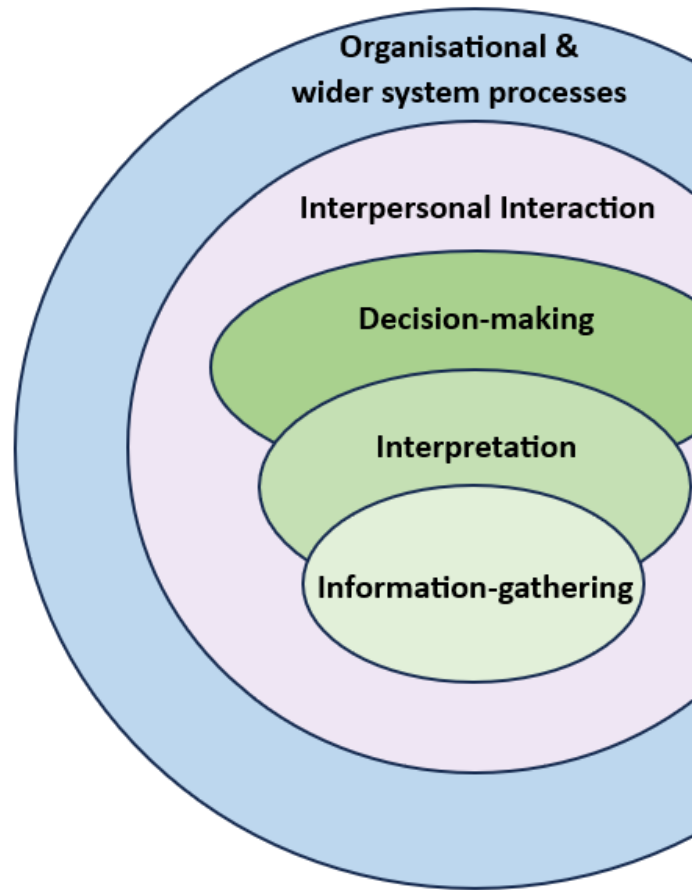 Organisational &
wider system processes
Interpersonal Interaction
Decision-making
Interpretation
Information-gathering